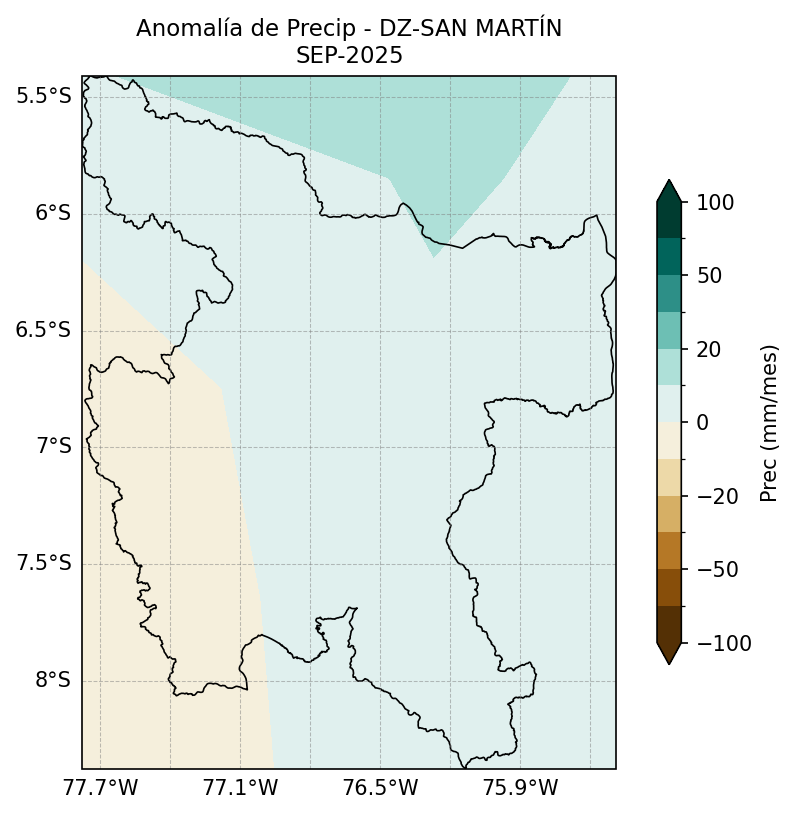 Anomalía de Precip - DZ-SAN MARTÍN
SEP-2025
5.5°S
6°S
6.5°S
7°S
7.5°S
8°S
77.7°W 77.1°W 76.5°W 75.9°W
100
50
20
0
−20
−50
−100
Prec (mm/mes)